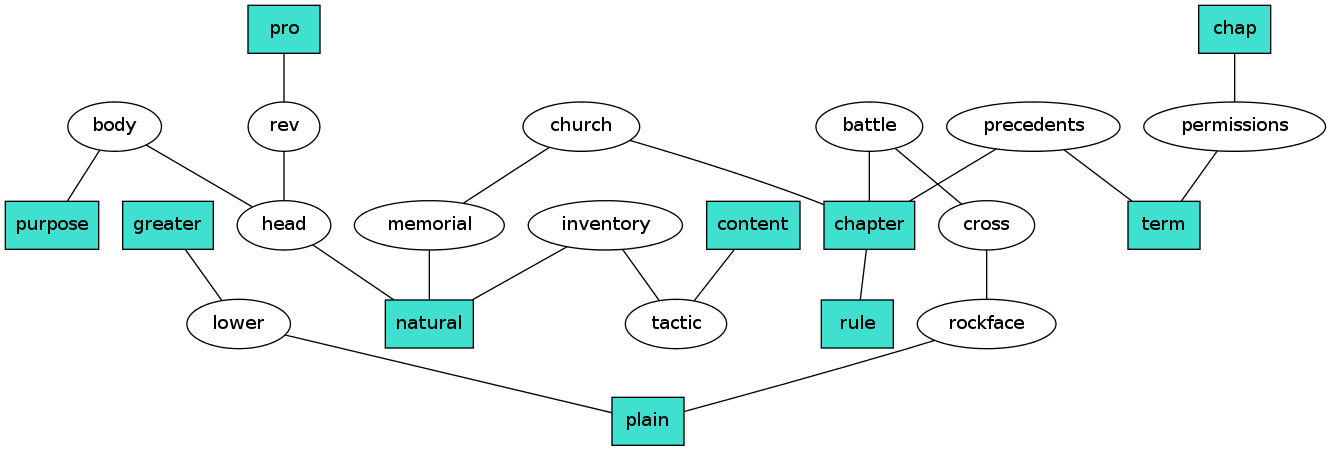 pro
chap
body
rev
church
battle
precedents
permissions
purpose
greater
head
memorial
inventory
content
chapter
cross
term
lower
natural
tactic
rule
rockface
plain